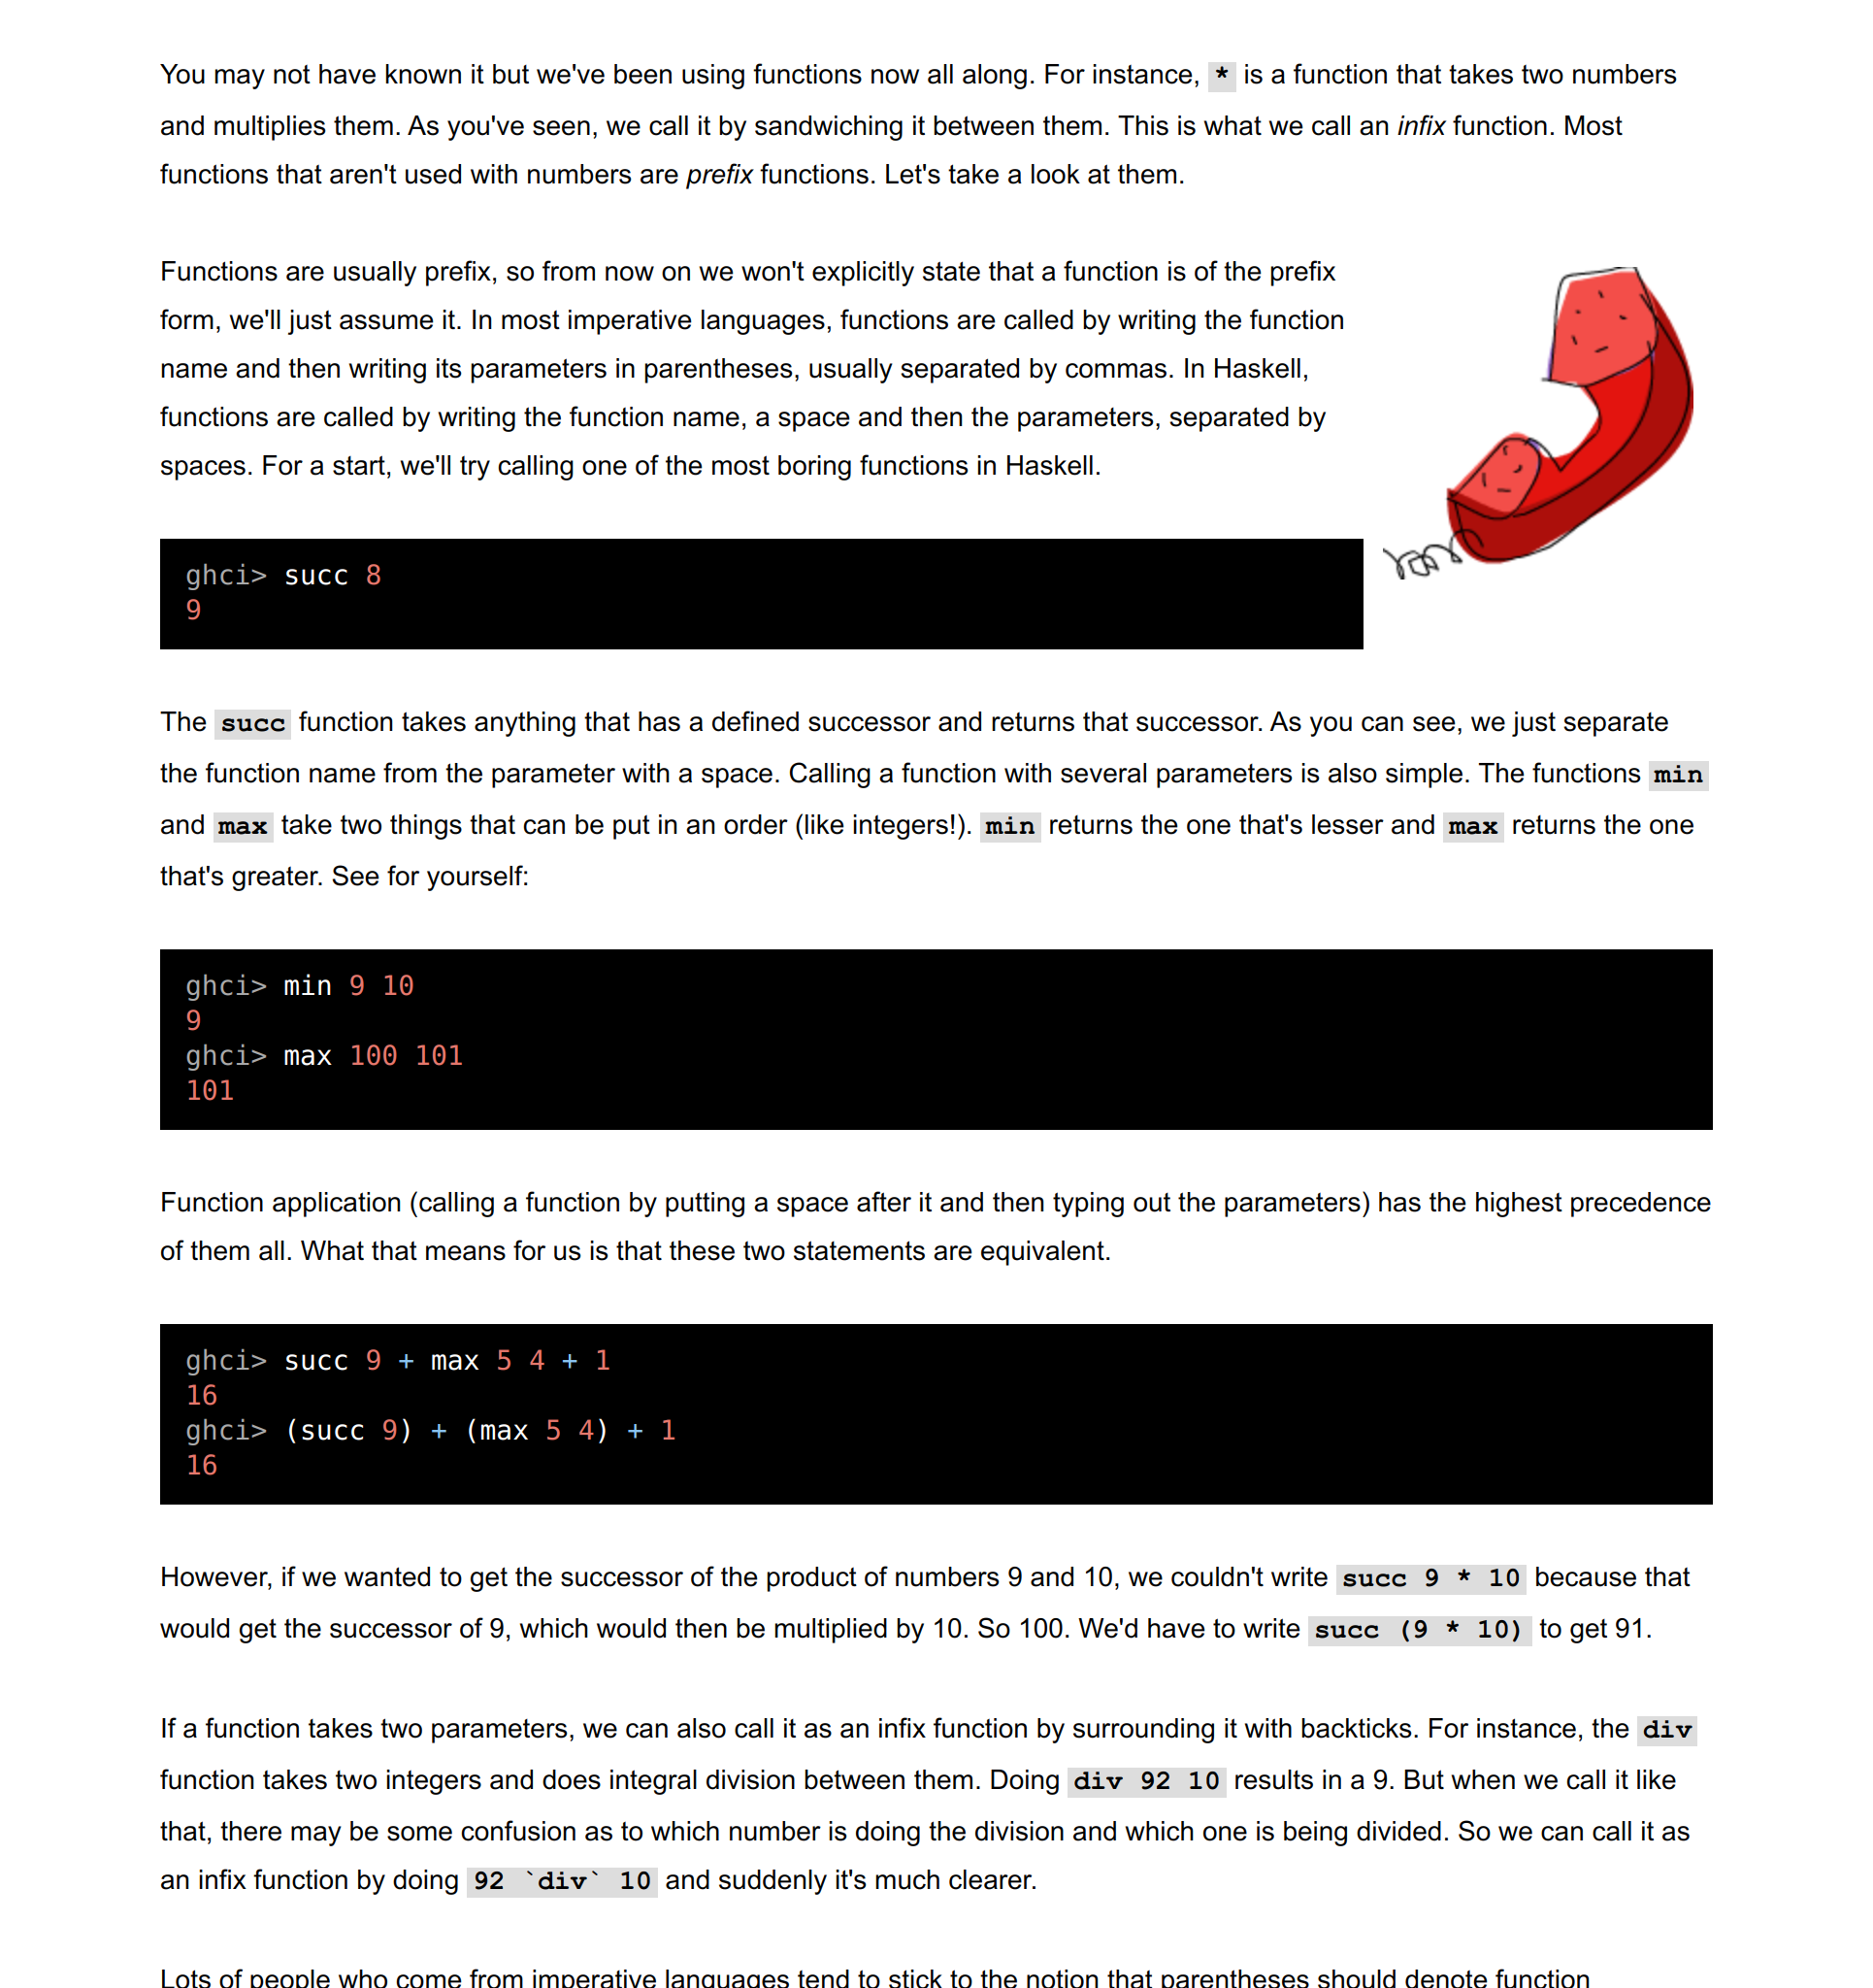 You may not have known it but we've been using functions now all along. For instance, * is a function that takes two numbers
and multiplies them. As you've seen, we call it by sandwiching it between them. This is what we call an infix function. Most
functions that aren't used with numbers are prefix functions. Let's take a look at them.
Functions are usually prefix, so from now on we won't explicitly state that a function is of the prefix
form, we'll just assume it. In most imperative languages, functions are called by writing the function
name and then writing its parameters in parentheses, usually separated by commas. In Haskell,
functions are called by writing the function name, a space and then the parameters, separated by
spaces. For a start, we'll try calling one of the most boring functions in Haskell.
ghci> succ 8
9
The succ function takes anything that has a defined successor and returns that successor. As you can see, we just separate
the function name from the parameter with a space. Calling a function with several parameters is also simple. The functions min
and max take two things that can be put in an order (like integers!). min returns the one that's lesser and max returns the one
that's greater. See for yourself:
ghci> min 9 10
9
ghci> max 100 101
101
Function application (calling a function by putting a space after it and then typing out the parameters) has the highest precedence
of them all. What that means for us is that these two statements are equivalent.
ghci> succ 9 + max 5 4 + 1
16
ghci> (succ 9) + (max 5 4) + 1
16
However, if we wanted to get the successor of the product of numbers 9 and 10, we couldn't write succ 9 * 10 because that
would get the successor of 9, which would then be multiplied by 10. So 100. We'd have to write succ (9 * 10) to get 91.
If a function takes two parameters, we can also call it as an infix function by surrounding it with backticks. For instance, the div
function takes two integers and does integral division between them. Doing div 92 10 results in a 9. But when we call it like
that, there may be some confusion as to which number is doing the division and which one is being divided. So we can call it as
an infix function by doing 92 `div` 10 and suddenly it's much clearer.
Lots of people who come from imperative languages tend to stick to the notion that parentheses should denote function